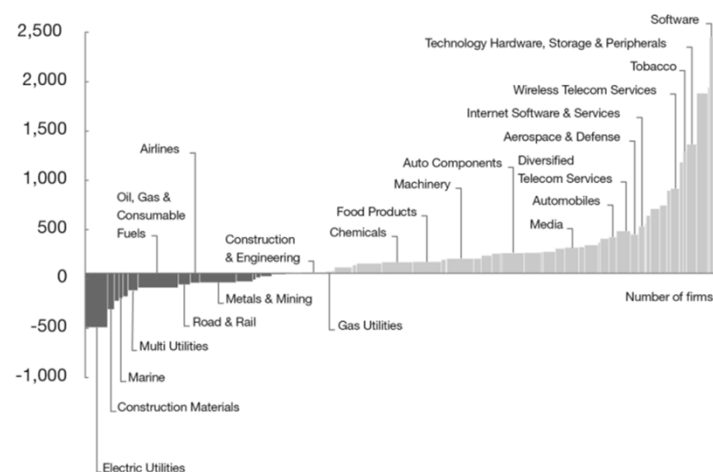 Software
2,500
Technology Hardware, Storage & Peripherals
Tobacco
2,000
Wireless Telecom Services
Internet Software & Services
1,500
Aerospace & Defense
Airlines
Auto Components
Diversified
Telecom Services
1,000
Machinery
Oil, Gas &
Consumable
Fuels
Automobiles
Food Products
Media
500
Chemicals
Construction
& Engineering
0
Number of firms
Metals & Mining
-500
Road & Rail
Gas Utilities
Multi Utilities
-1,000
Marine
Construction Materials
Electric Utilities